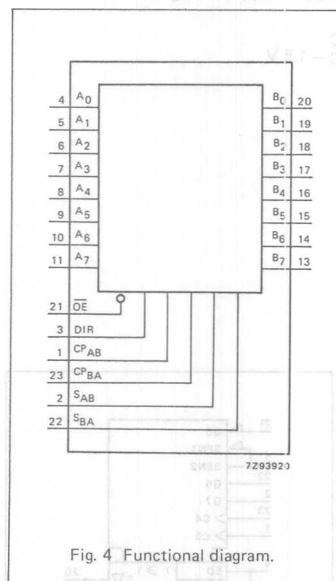 4 A0 B0 20
5 A1 B1 19
6 A2 B2 18
7 A3 B3 17
8 A4 B4 16
9 A5 B5 15
10 A6 B6 14
11 A7 B7 13
21 OE
3 DIR
1 CPAB
23 CPBA
2 SAB
22 SBA
7Z93920
Fig. 4 Functional diagram.